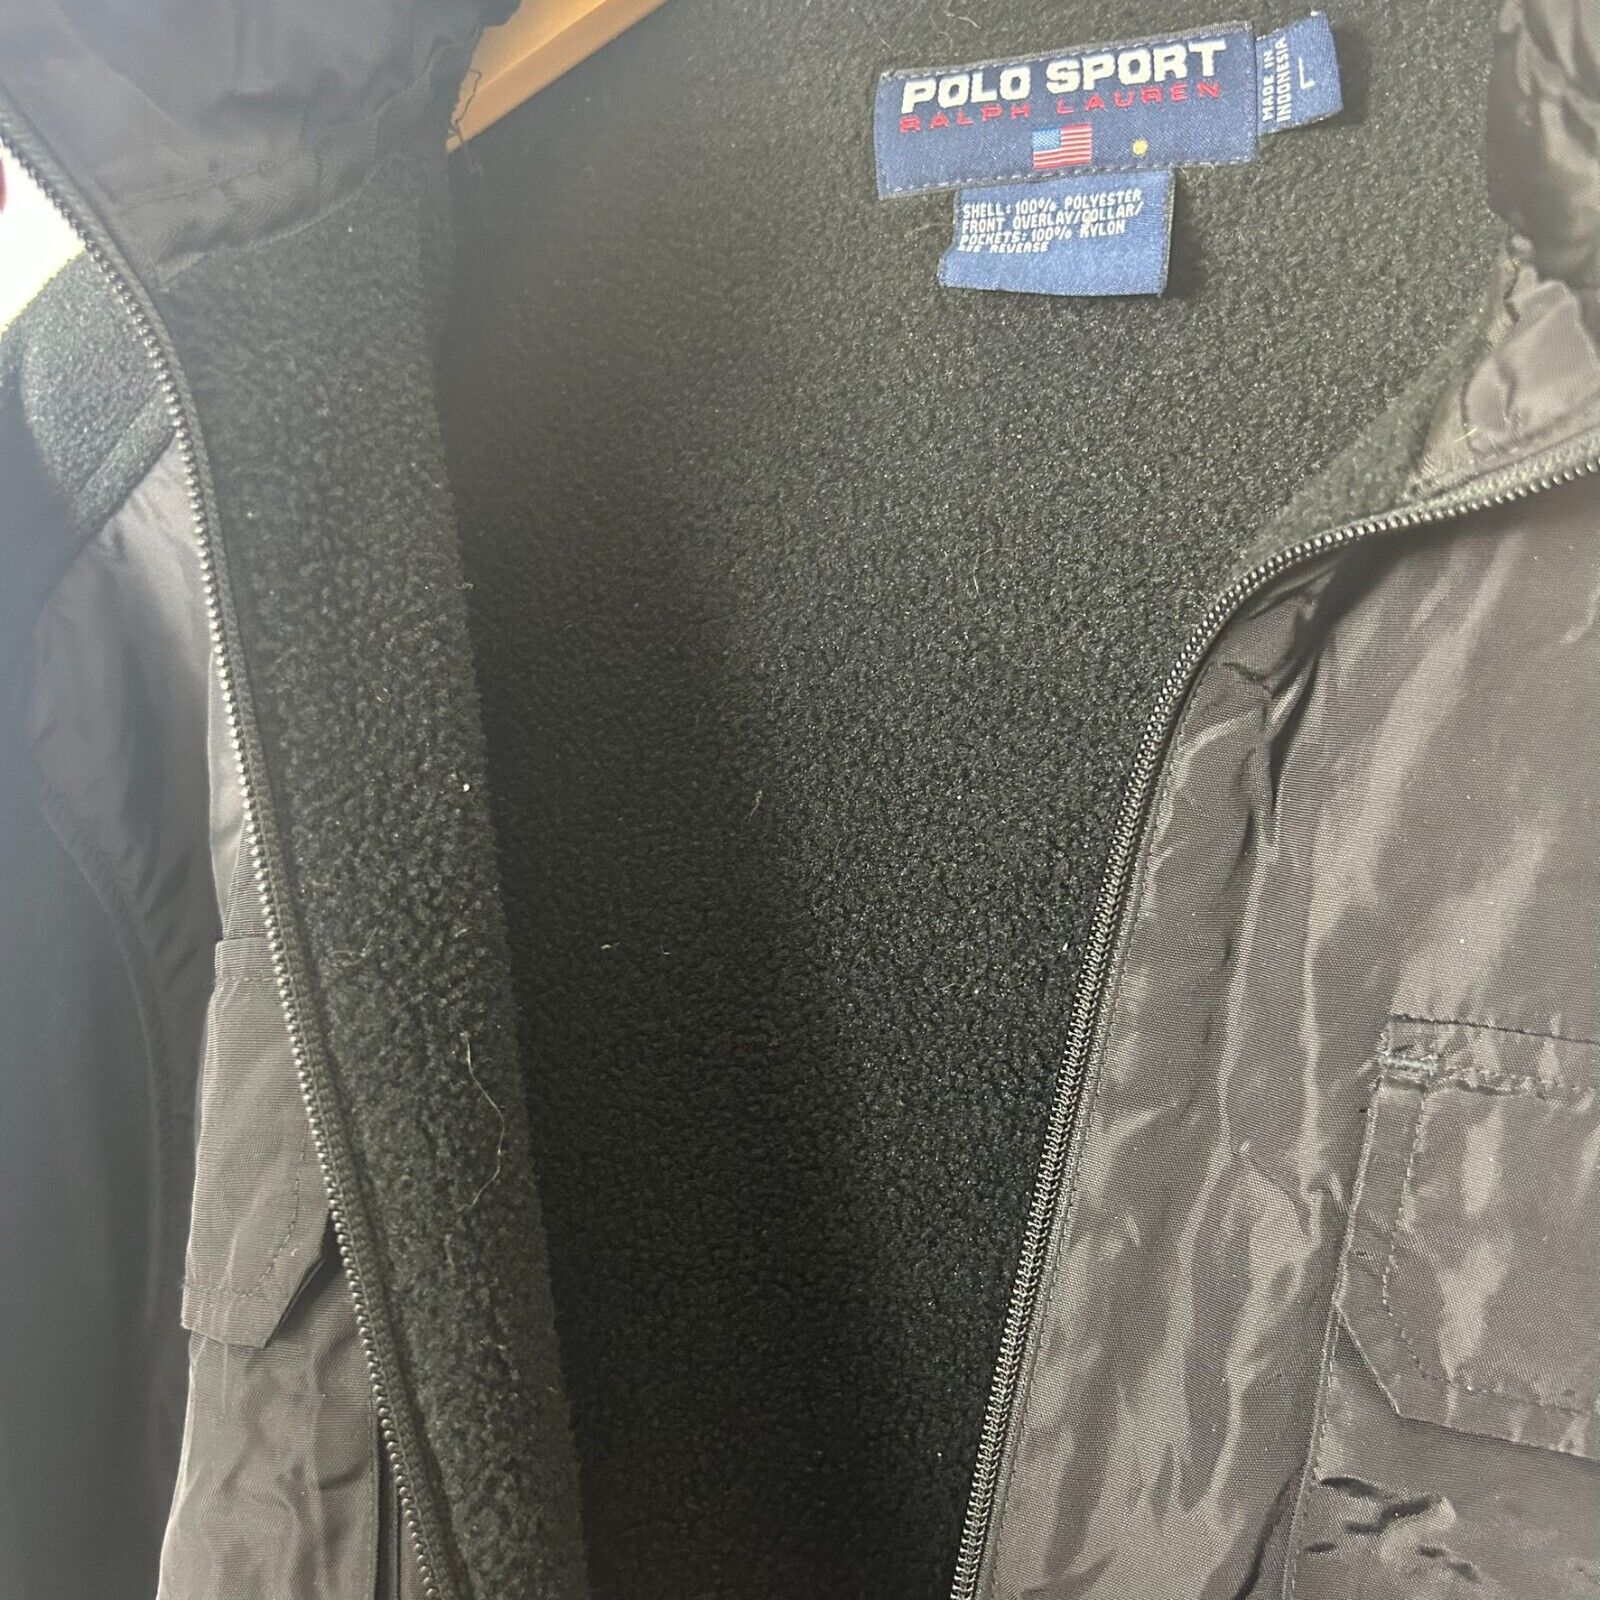 POLO SPORT
RALPH LAUREN
MADE IN
INDONESIA
L
SHELL: 100% POLYESTER
FRONT OVERLAY/COLLAR/
POCKETS: 100% NYLON
SEE REVERSE